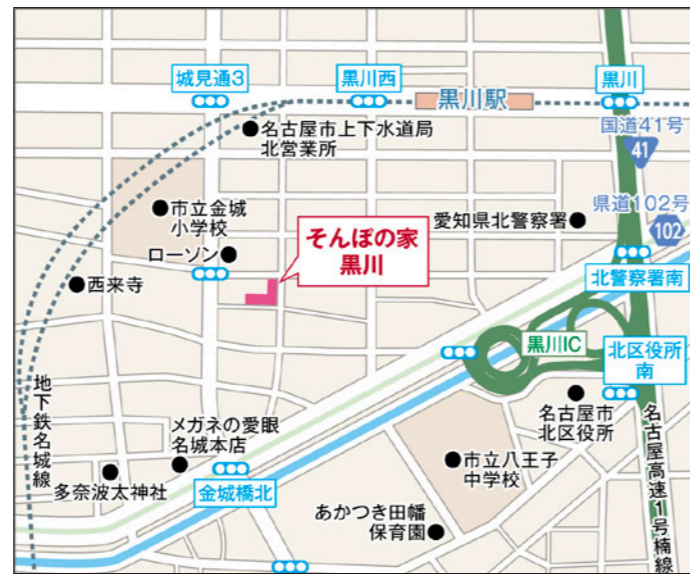 城見通3
黒川西
黒川駅
黒川
国道41号
41
名古屋市上下水道局
北営業所
市立金城
小学校
県道102号
102
愛知県北警察署
そんぽの家
黒川
ローソン
西来寺
北警察署南
黒川IC
北区役所
南
地下鉄名城線
名古屋市
北区役所
名古屋高速1号楠線
メガネの愛眼
名城本店
多奈波太神社
金城橋北
市立八王子
中学校
あかつき田幡
保育園